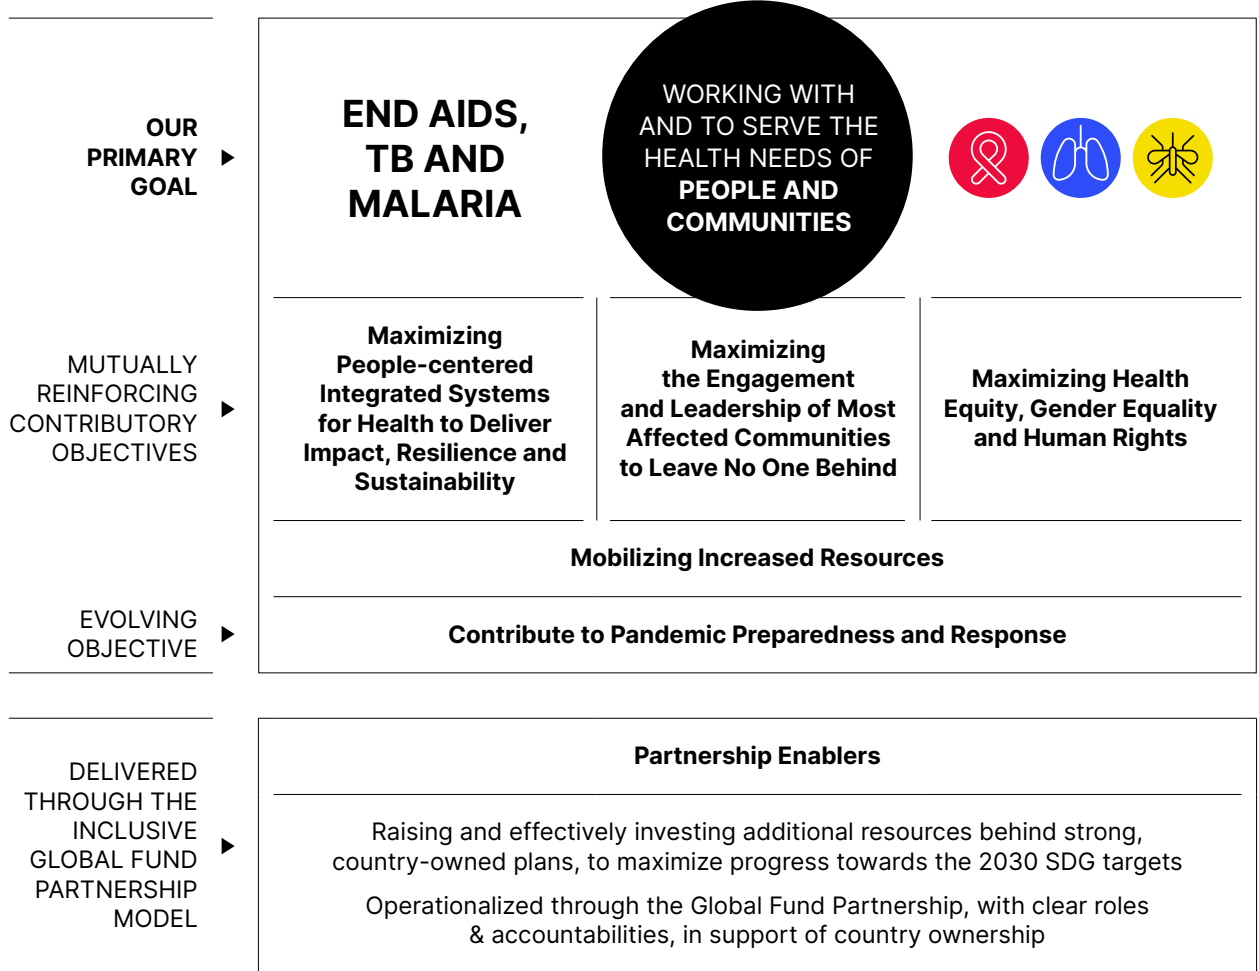 OUR
PRIMARY
GOAL
END AIDS,
TB AND
MALARIA
WORKING WITH
AND TO SERVE THE
HEALTH NEEDS OF
PEOPLE AND
COMMUNITIES
MUTUALLY
REINFORCING
CONTRIBUTORY
OBJECTIVES
Maximizing
People-centered
Integrated Systems
for Health to Deliver
Impact, Resilience and
Sustainability
Maximizing
the Engagement
and Leadership of Most
Affected Communities
to Leave No One Behind
Maximizing Health
Equity, Gender Equality
and Human Rights
Mobilizing Increased Resources
EVOLVING
OBJECTIVE
Contribute to Pandemic Preparedness and Response
DELIVERED
THROUGH THE
INCLUSIVE
GLOBAL FUND
PARTNERSHIP
MODEL
Partnership Enablers
Raising and effectively investing additional resources behind strong,
country-owned plans, to maximize progress towards the 2030 SDG targets
Operationalized through the Global Fund Partnership, with clear roles
& accountabilities, in support of country ownership